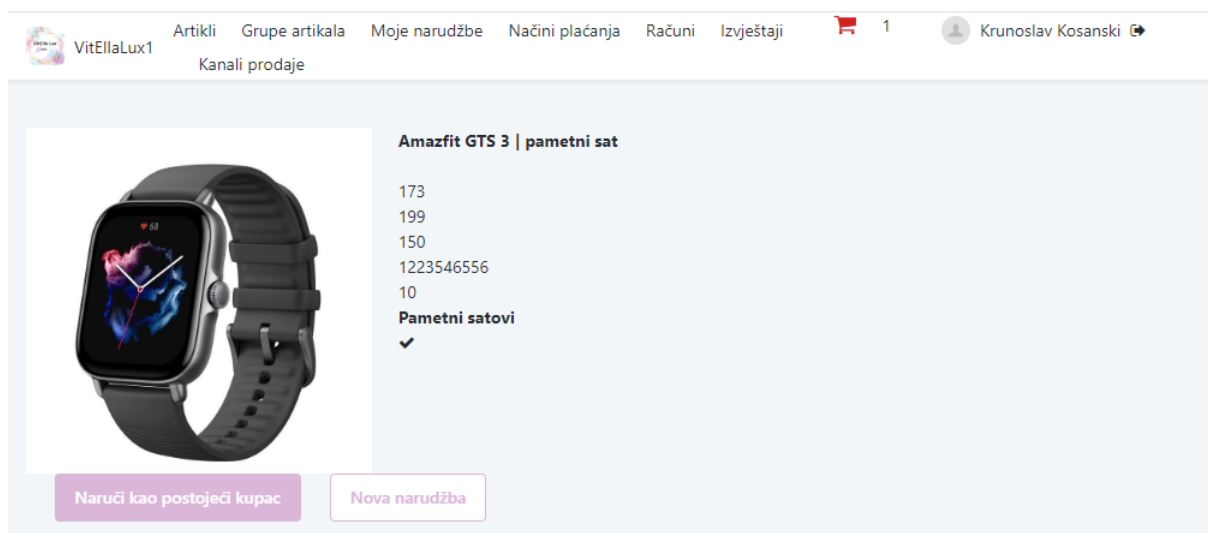 VitEllaLux1
Artikli Grupe artikala Moje narudžbe Načini plaćanja Računi Izvještaji
Kanali prodaje
1
Krunoslav Kosanski
Amazfit GTS 3 | pametni sat
173
199
150
1223546556
10
Pametni satovi
68
Naruči kao postojeći kupac
Nova narudžba